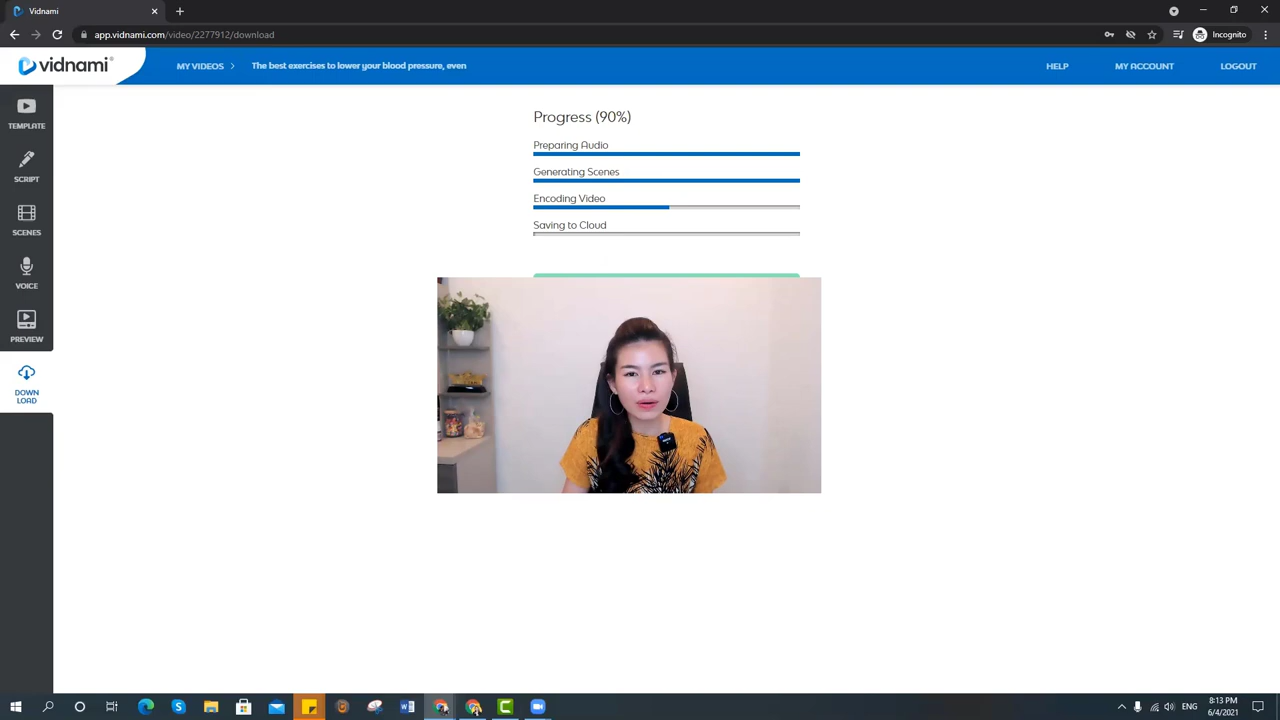 Vidnami
app.vidnami.com/video/2277912/download
Incognito
vidnami®
MY VIDEOS
The best exercises to lower your blood pressure, even
HELP
MY ACCOUNT
LOGOUT
TEMPLATE
SCRIPT
SCENES
VOICE
PREVIEW
DOWN
LOAD
Progress (90%)
Preparing Audio
Generating Scenes
Encoding Video
Saving to Cloud
ENG
8:13 PM
6/4/2021